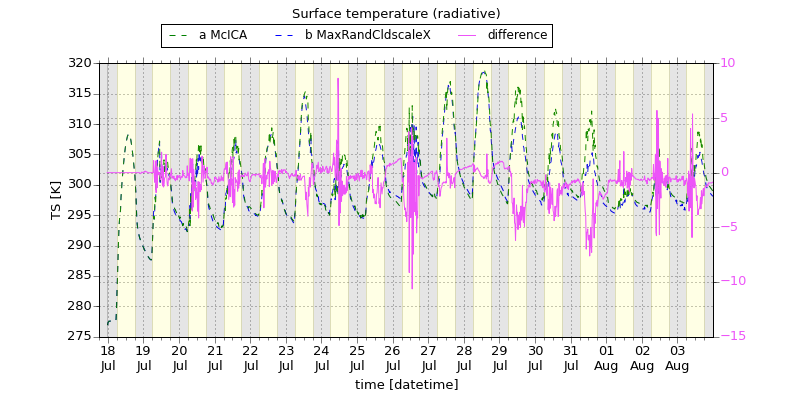 Surface temperature (radiative)
a McICA b MaxRandCldscaleX difference
320 10
315
310 5
305
300 0
295
290 −5
285
280 −10
275 −15
TS [K]
18 19 20 21 22 23 24 25 26 27 28 29 30 31 01 02 03
Jul Jul Jul Jul Jul Jul Jul Jul Jul Jul Jul Jul Jul Jul Aug Aug Aug
time [datetime]